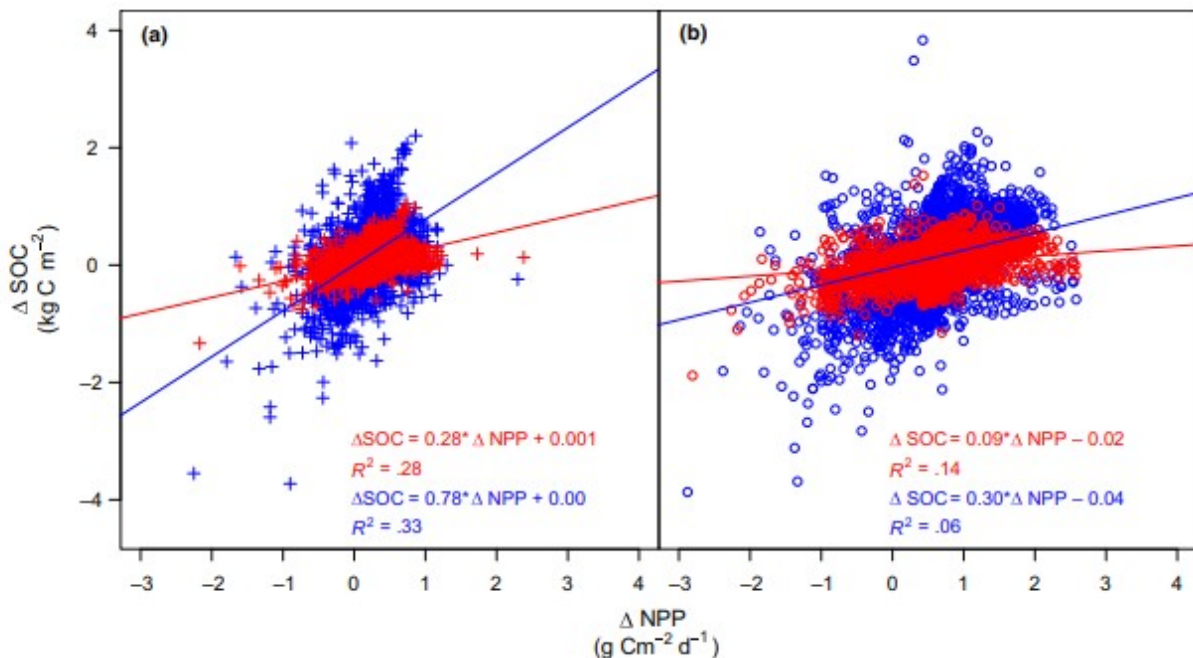 (a)
(b)
Δ SOC
(kg C m⁻²)
4
2
0
−2
−4
ΔSOC = 0.28* Δ NPP + 0.001
R² = .28
ΔSOC = 0.78* Δ NPP + 0.00
R² = .33
Δ SOC = 0.09* Δ NPP − 0.02
R² = .14
Δ SOC = 0.30* Δ NPP − 0.04
R² = .06
−3 −2 −1 0 1 2 3 4
−3 −2 −1 0 1 2 3 4
Δ NPP
(g Cm⁻² d⁻¹)